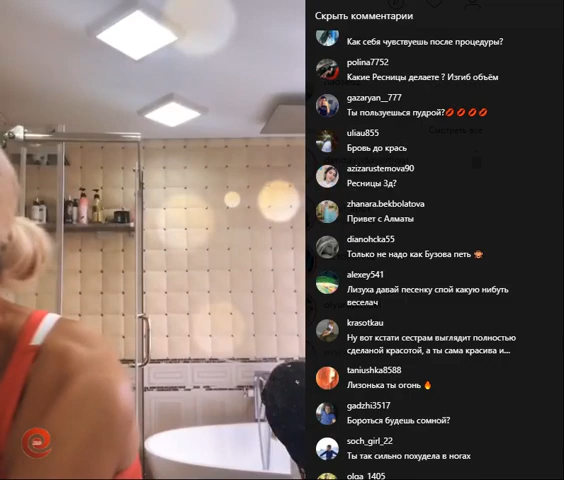 Скрыть комментарии
Как себя чувствуешь после процедуры?
polina7752
Какие Ресницы делаете ? Изгиб объём
gazaryan__777
Ты пользуешься пудрой?💋💋💋💋
Смотреть все
uliau855
Бровь до крась
azizarustemova90
Ресницы 3д?
zhanara.bekbolatova
Привет с Алматы
dianohcka55
Только не надо как Бузова петь 🙊
alexey541
Лизуха давай песенку спой какую нибуть
веселач
krasotkau
Ну вот кстати сестрам выглядит полностью
сделаной красотой, а ты сама красива и...
taniushka8588
Лизонька ты огонь 🔥
gadzhi3517
Бороться будешь сомной?
soch_girl_22
Ты так сильно похудела в ногах
olga_1405